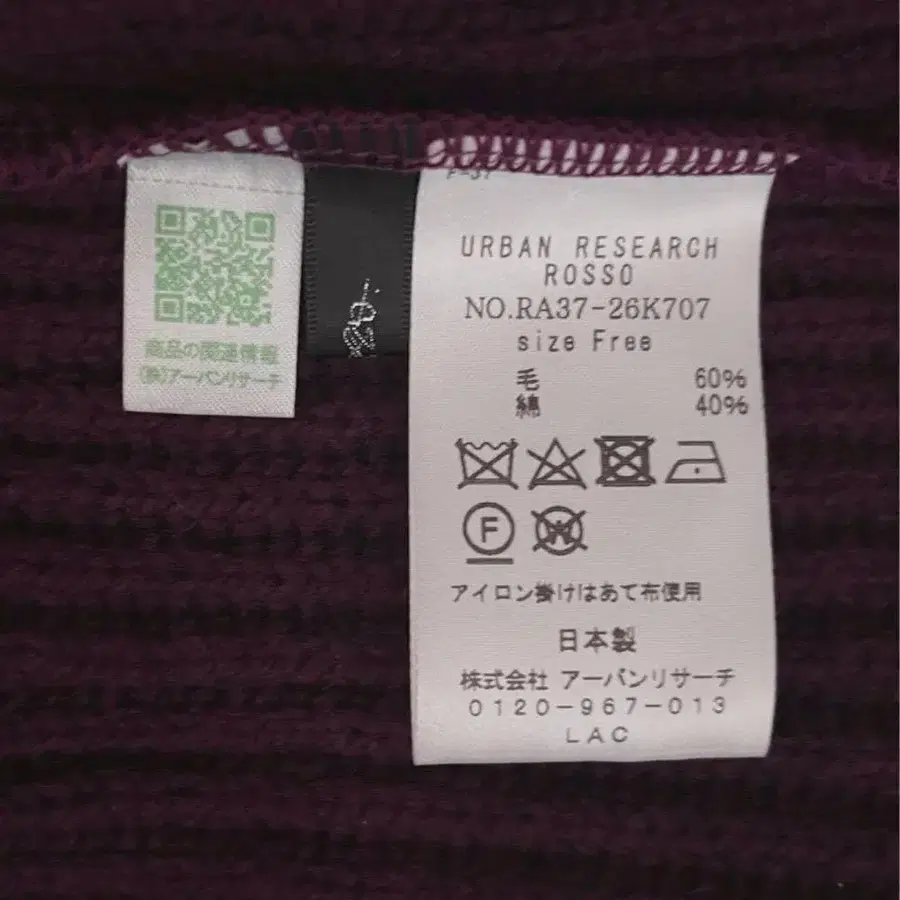 商品の関連情報
(株)アーバンリサーチ
URBAN RESEARCH
ROSSO
NO.RA37-26K707
size Free
毛 60%
綿 40%
F
W
アイロン掛けはあて布使用
日本製
株式会社 アーバンリサーチ
0120-967-013
LAC